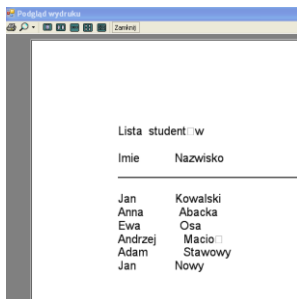 Podgląd wydruku
Zamknij
Lista student□w
Imie Nazwisko
Jan Kowalski
Anna Abacka
Ewa Osa
Andrzej Macio□
Adam Stawowy
Jan Nowy